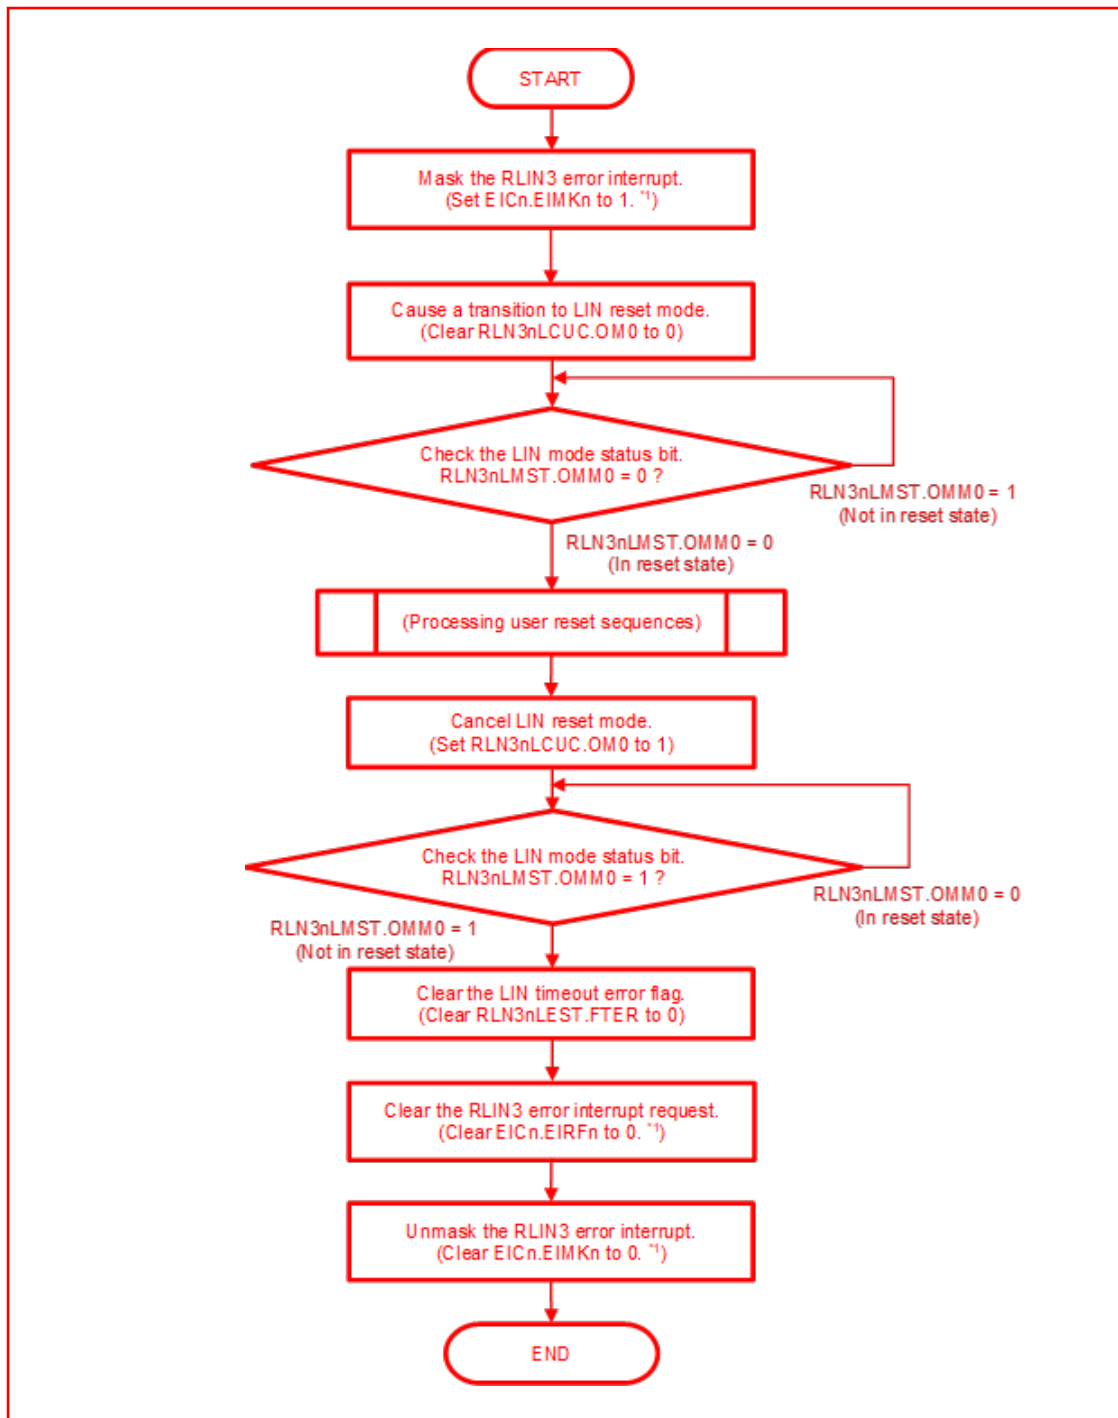 START
Mask the RLIN3 error interrupt.
(Set EICn.EIMKn to 1. *1)
Cause a transition to LIN reset mode.
(Clear RLN3nLCUC.OM0 to 0)
Check the LIN mode status bit.
RLN3nLMST.OMM0 = 0 ?
RLN3nLMST.OMM0 = 1
(Not in reset state)
RLN3nLMST.OMM0 = 0
(In reset state)
(Processing user reset sequences)
Cancel LIN reset mode.
(Set RLN3nLCUC.OM0 to 1)
Check the LIN mode status bit.
RLN3nLMST.OMM0 = 1 ?
RLN3nLMST.OMM0 = 0
(In reset state)
RLN3nLMST.OMM0 = 1
(Not in reset state)
Clear the LIN timeout error flag.
(Clear RLN3nLEST.FTER to 0)
Clear the RLIN3 error interrupt request.
(Clear EICn.EIRFn to 0. *1)
Unmask the RLIN3 error interrupt.
(Clear EICn.EIMKn to 0. *1)
END